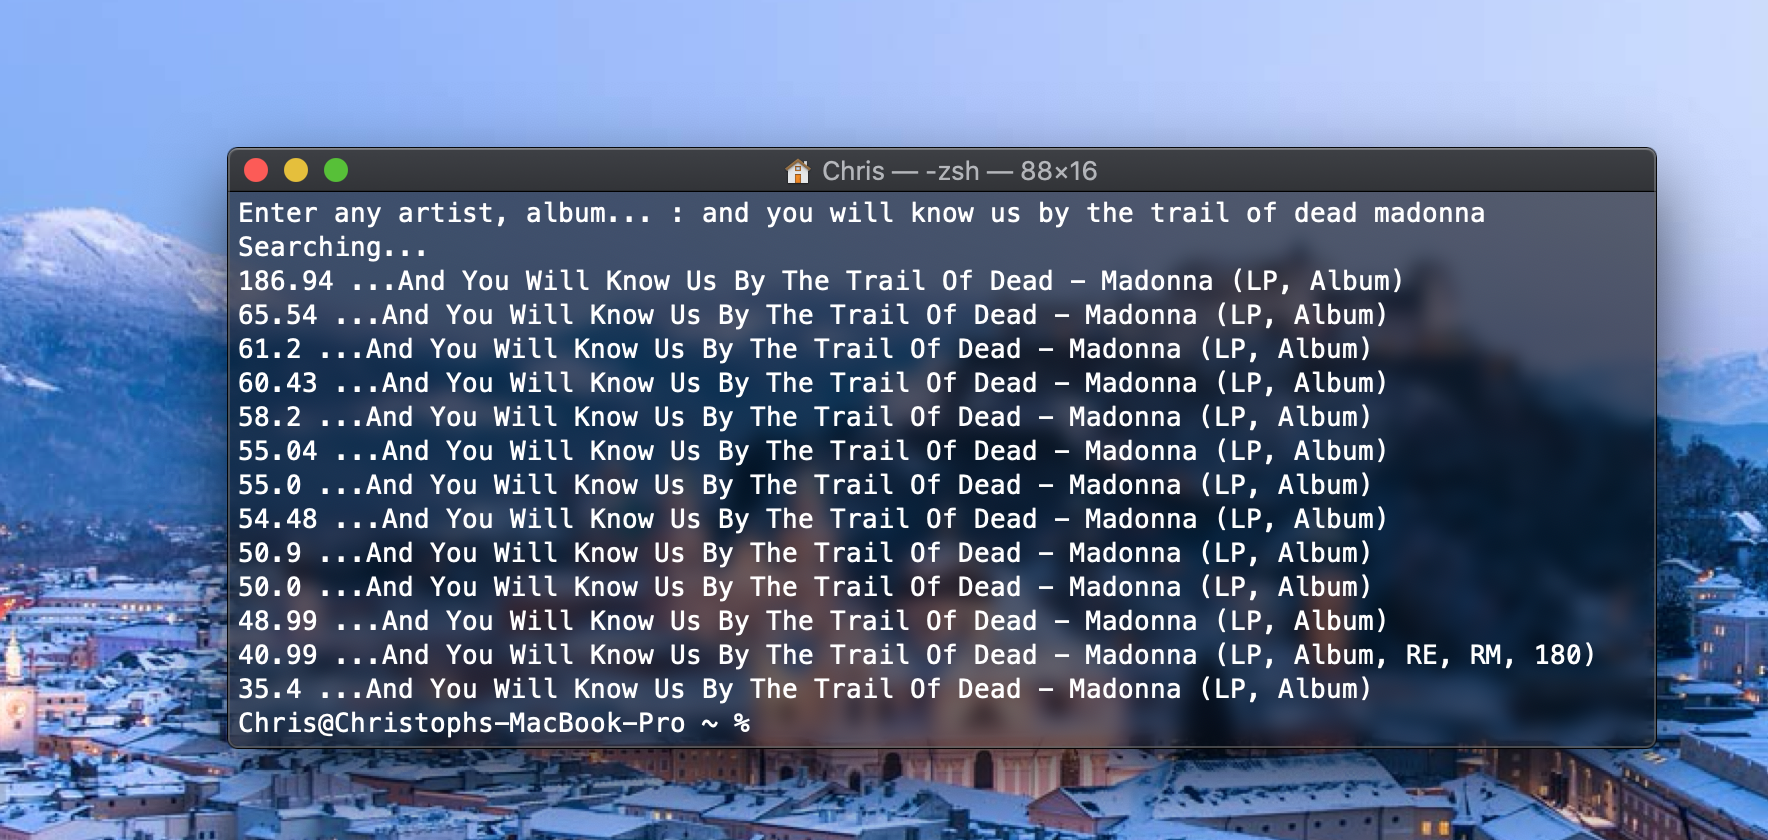 Chris — -zsh — 88×16
Enter any artist, album... : and you will know us by the trail of dead madonna
Searching...
186.94 ...And You Will Know Us By The Trail Of Dead – Madonna (LP, Album)
65.54 ...And You Will Know Us By The Trail Of Dead – Madonna (LP, Album)
61.2 ...And You Will Know Us By The Trail Of Dead – Madonna (LP, Album)
60.43 ...And You Will Know Us By The Trail Of Dead – Madonna (LP, Album)
58.2 ...And You Will Know Us By The Trail Of Dead – Madonna (LP, Album)
55.04 ...And You Will Know Us By The Trail Of Dead – Madonna (LP, Album)
55.0 ...And You Will Know Us By The Trail Of Dead – Madonna (LP, Album)
54.48 ...And You Will Know Us By The Trail Of Dead – Madonna (LP, Album)
50.9 ...And You Will Know Us By The Trail Of Dead – Madonna (LP, Album)
50.0 ...And You Will Know Us By The Trail Of Dead – Madonna (LP, Album)
48.99 ...And You Will Know Us By The Trail Of Dead – Madonna (LP, Album)
40.99 ...And You Will Know Us By The Trail Of Dead – Madonna (LP, Album, RE, RM, 180)
35.4 ...And You Will Know Us By The Trail Of Dead – Madonna (LP, Album)
Chris@Christophs-MacBook-Pro ~ %